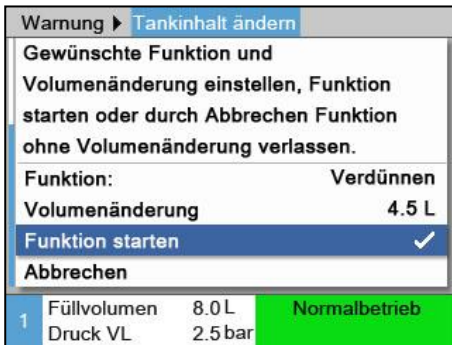 Warnung ▶ Tankinhalt ändern
Gewünschte Funktion und
Volumenänderung einstellen, Funktion
starten oder durch Abbrechen Funktion
ohne Volumenänderung verlassen.
Funktion: Verdünnen
Volumenänderung 4.5 L
Funktion starten ✓
Abbrechen
1 Füllvolumen 8.0 L Normalbetrieb
Druck VL 2.5 bar